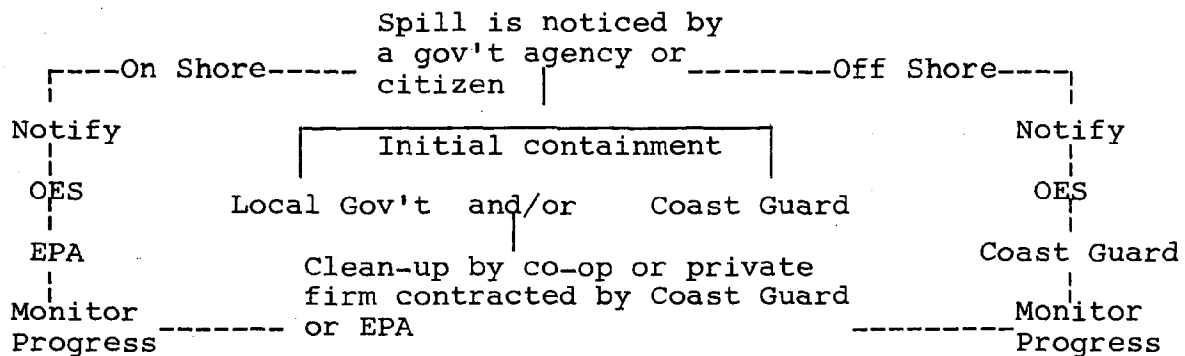 Spill is noticed by
a gov't agency or
citizen
On Shore
Off Shore
Notify
OES
EPA
Monitor
Progress
Initial containment
Local Gov't and/or Coast Guard
Clean-up by co-op or private
firm contracted by Coast Guard
or EPA
Notify
OES
Coast Guard
Monitor
Progress